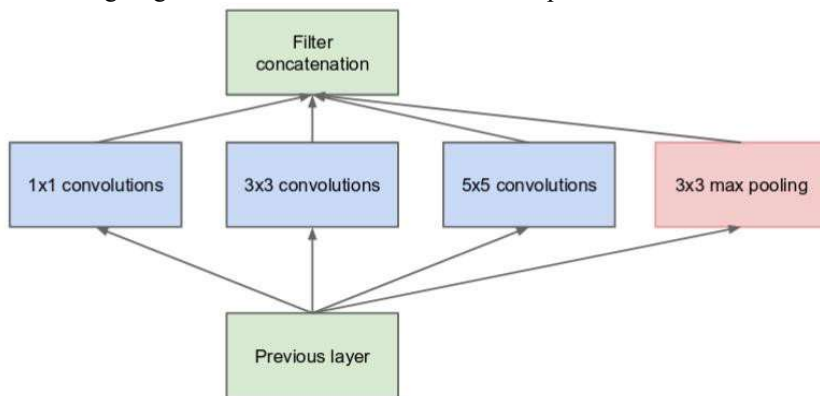 Filter
concatenation
1x1 convolutions
3x3 convolutions
5x5 convolutions
3x3 max pooling
Previous layer